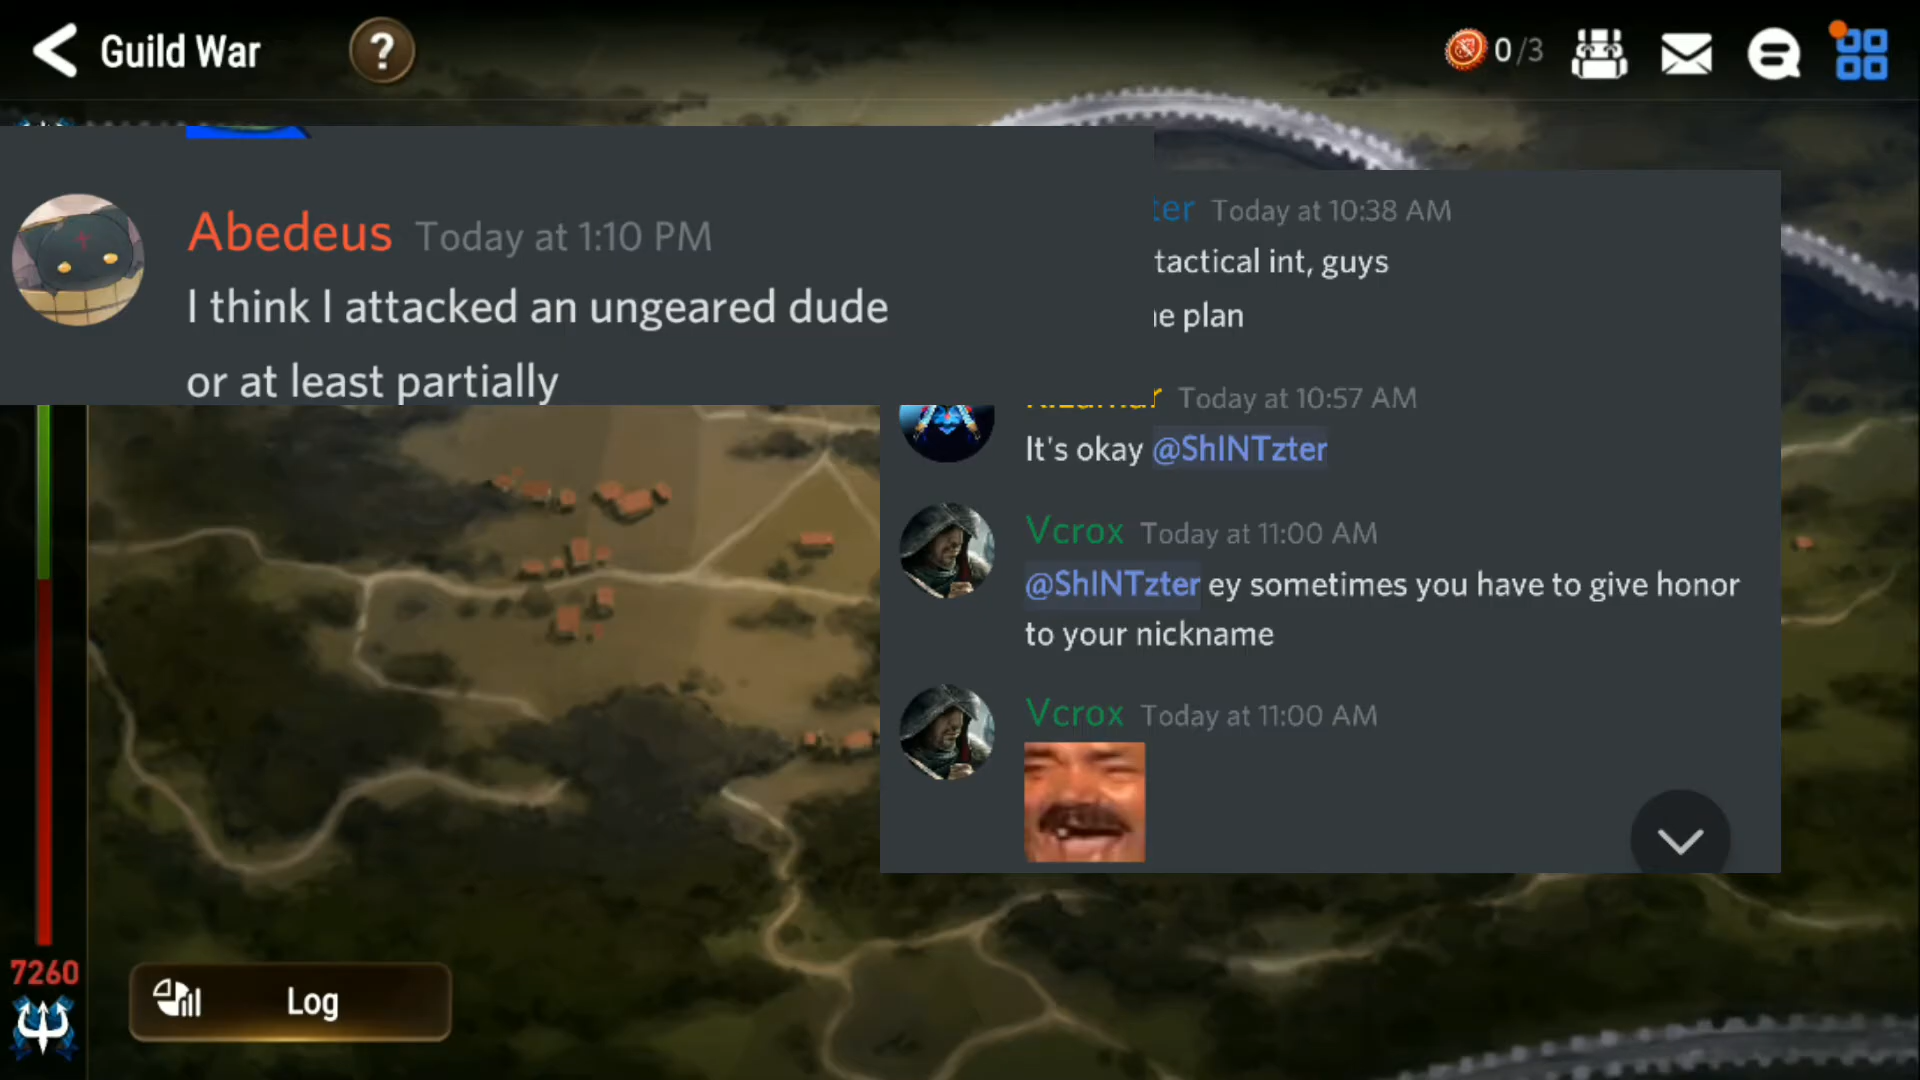 Guild War
?
0/3
Abedeus Today at 1:10 PM
I think I attacked an ungeared dude
or at least partially
ter Today at 10:38 AM
tactical int, guys
plan
Today at 10:57 AM
It's okay @ShINTzter
Vcrox Today at 11:00 AM
@ShINTzter ey sometimes you have to give honor
to your nickname
Vcrox Today at 11:00 AM
7260
Log